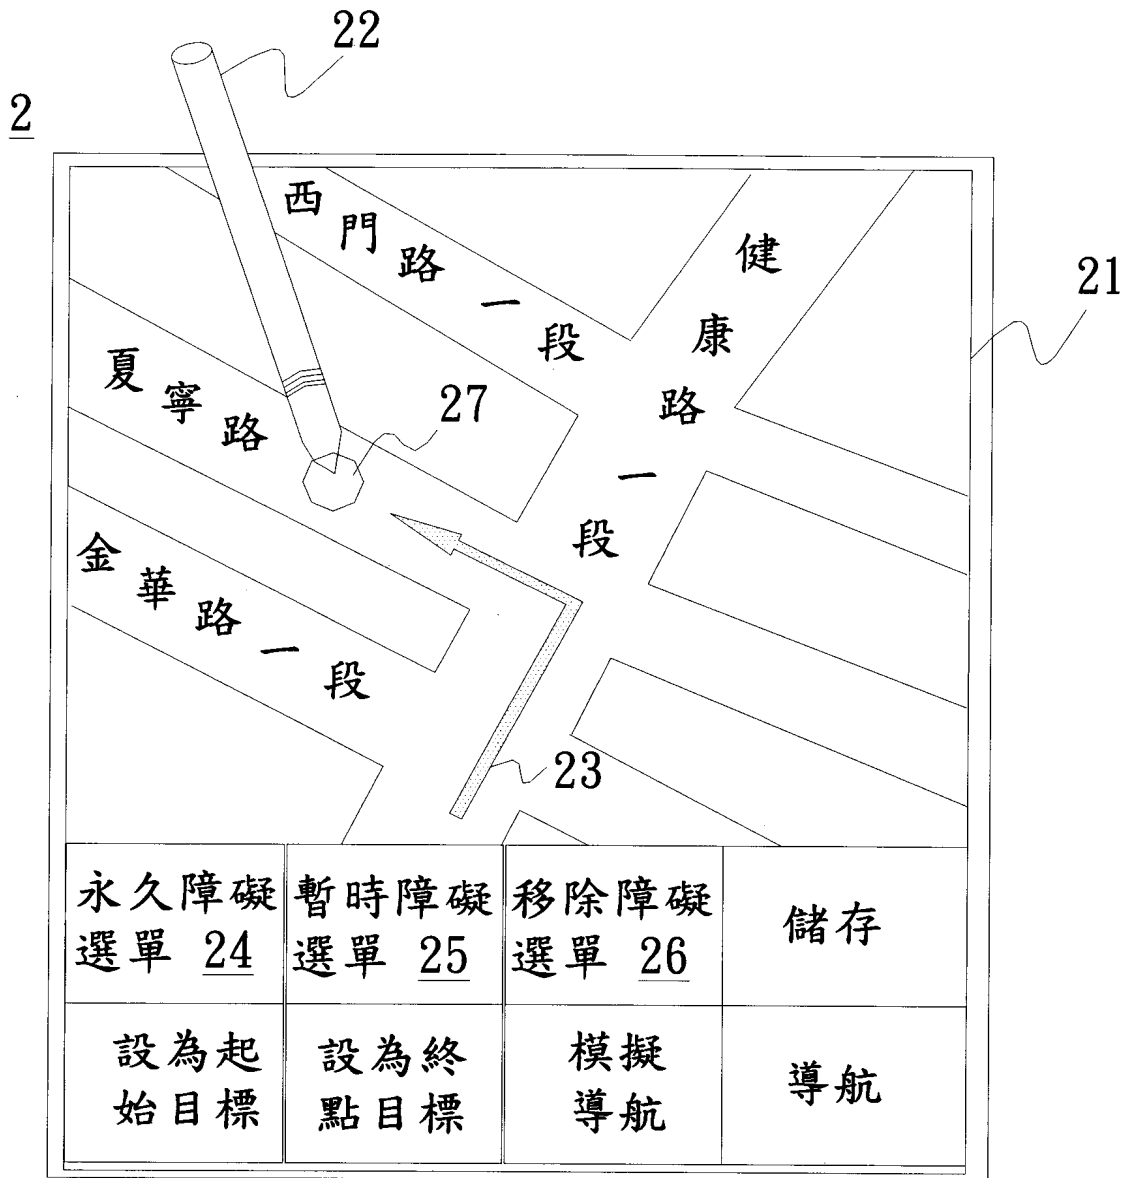 22
2
西門路一段
健康路一段
21
夏寧路
27
金華路一段
23
永久障礙
選單 24
暫時障礙
選單 25
移除障礙
選單 26
儲存
設為起
始目標
設為終
點目標
模擬
導航
導航